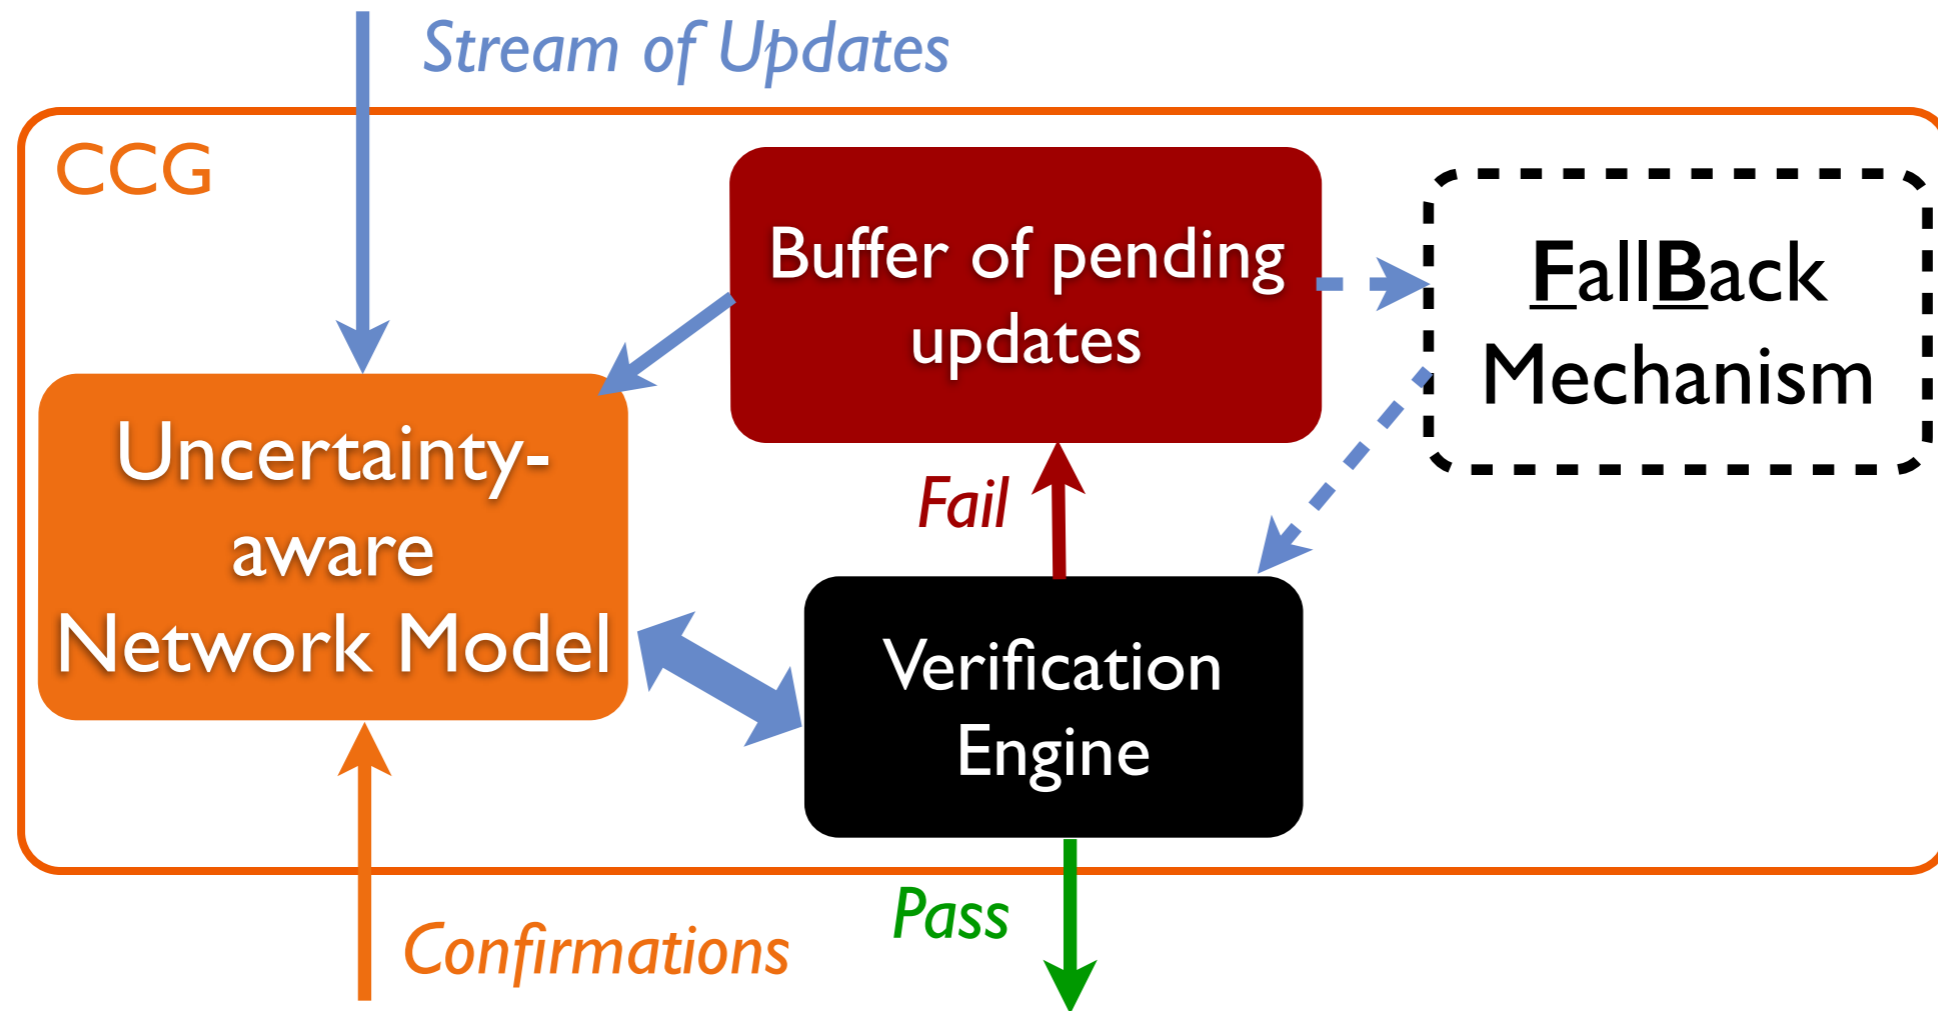 Stream of Updates
CCG
Buffer of pending
updates
FallBack
Mechanism
Uncertainty-
aware
Network Model
Fail
Verification
Engine
Pass
Confirmations